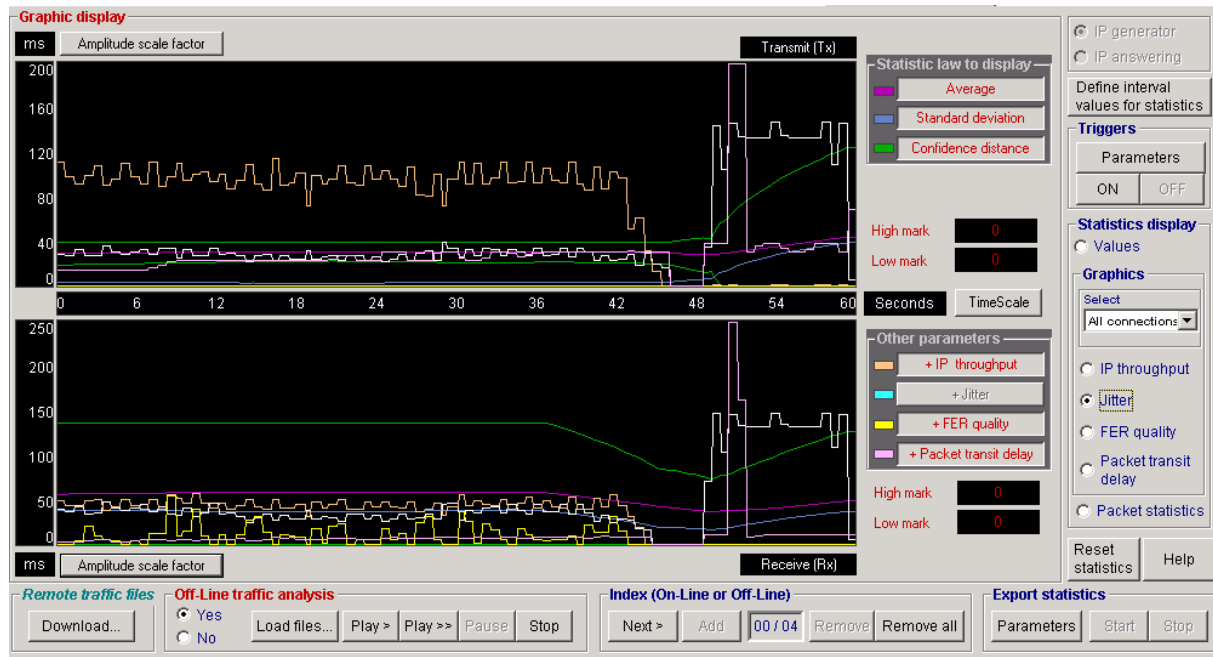 Graphic display
ms
Amplitude scale factor
Transmit (Tx)
200
160
120
80
40
0
0 6 12 18 24 30 36 42 48 54 60
Seconds
TimeScale
Statistic law to display
Average
Standard deviation
Confidence distance
High mark 0
Low mark 0
250
200
150
100
50
0
Other parameters
+ IP throughput
+ Jitter
+ FER quality
+ Packet transit delay
High mark 0
Low mark 0
ms
Amplitude scale factor
Receive (Rx)
IP generator
IP answering
Define interval
values for statistics
Triggers
Parameters
ON OFF
Statistics display
Values
Graphics
Select
All connections
IP throughput
Jitter
FER quality
Packet transit
delay
Packet statistics
Reset
statistics
Help
Remote traffic files
Download...
Off-Line traffic analysis
Yes
No
Load files... Play > Play >> Pause Stop
Index (On-Line or Off-Line)
Next > Add 00 / 04 Remove Remove all
Export statistics
Parameters Start Stop